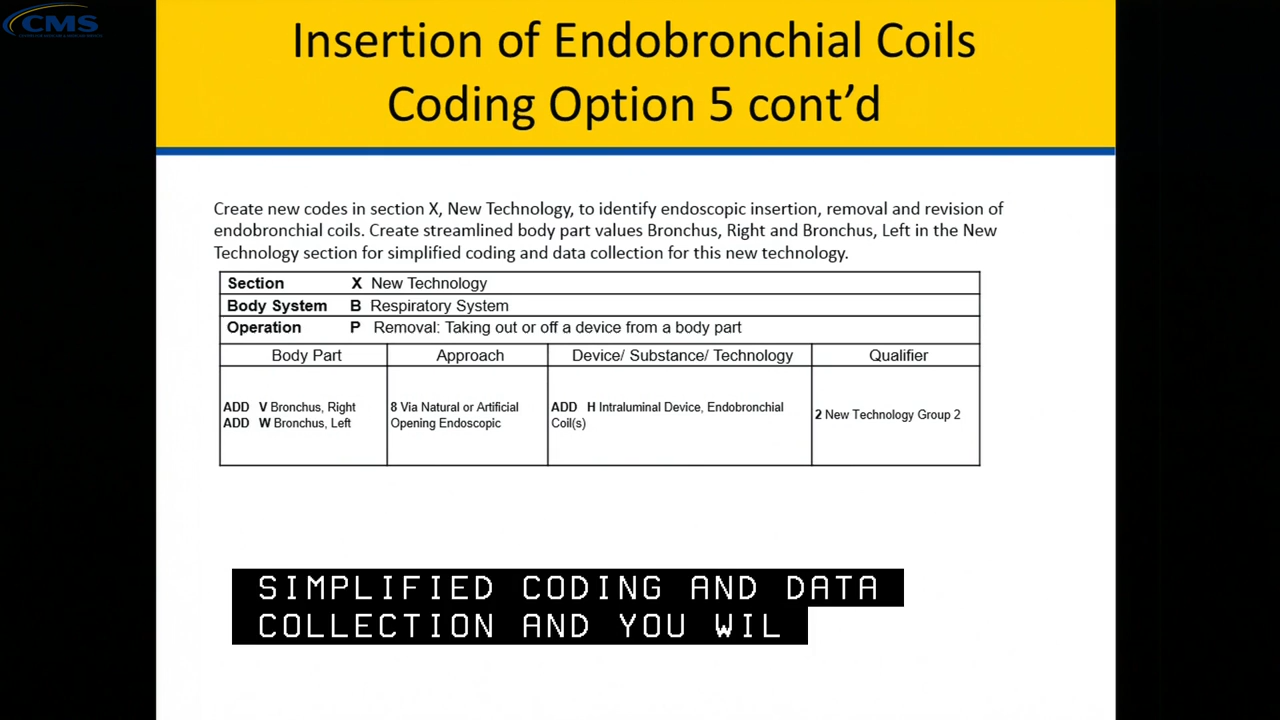 CMS
Insertion of Endobronchial Coils
Coding Option 5 cont’d
Create new codes in section X, New Technology, to identify endoscopic insertion, removal and revision of
endobronchial coils. Create streamlined body part values Bronchus, Right and Bronchus, Left in the New
Technology section for simplified coding and data collection for this new technology.
Section X New Technology
Body System B Respiratory System
Operation P Removal: Taking out or off a device from a body part
Body Part Approach Device/ Substance/ Technology Qualifier
ADD V Bronchus, Right
ADD W Bronchus, Left
8 Via Natural or Artificial
Opening Endoscopic
ADD H Intraluminal Device, Endobronchial
Coil(s)
2 New Technology Group 2
SIMPLIFIED CODING AND DATA
COLLECTION AND YOU WIL